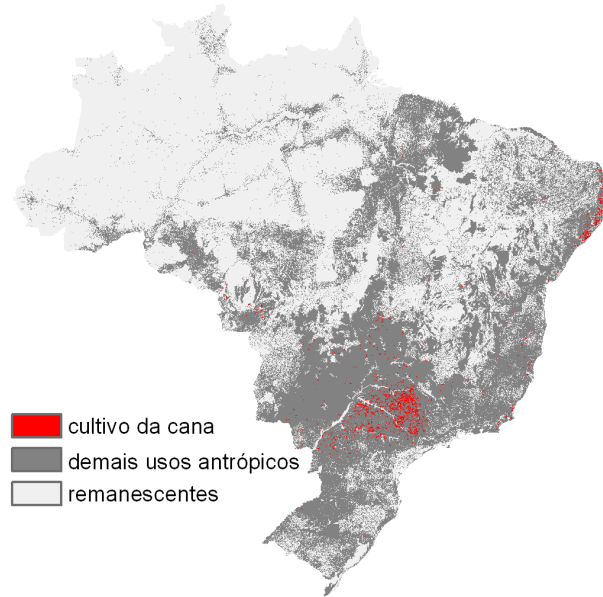 cultivo da cana
demais usos antrópicos
remanescentes